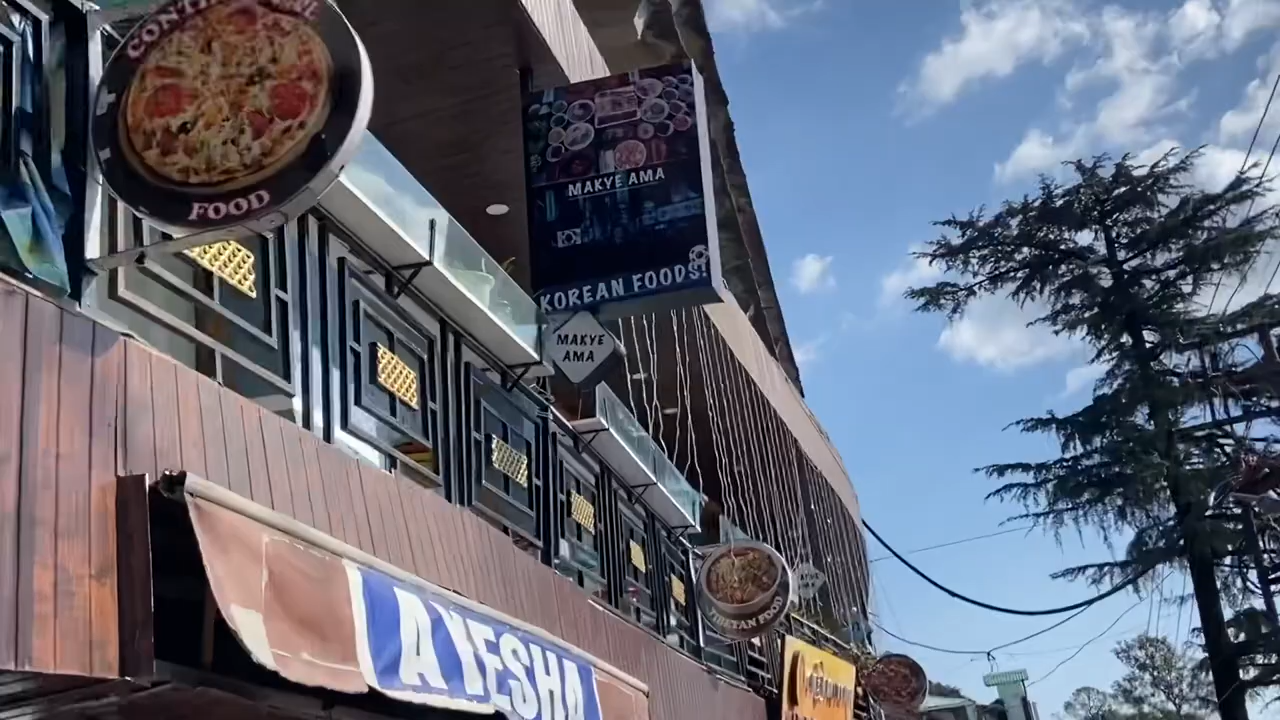 FOOD
MAKYE AMA
KOREAN FOODS!
MAKYE
AMA
AYESHA
TIBETAN FOOD